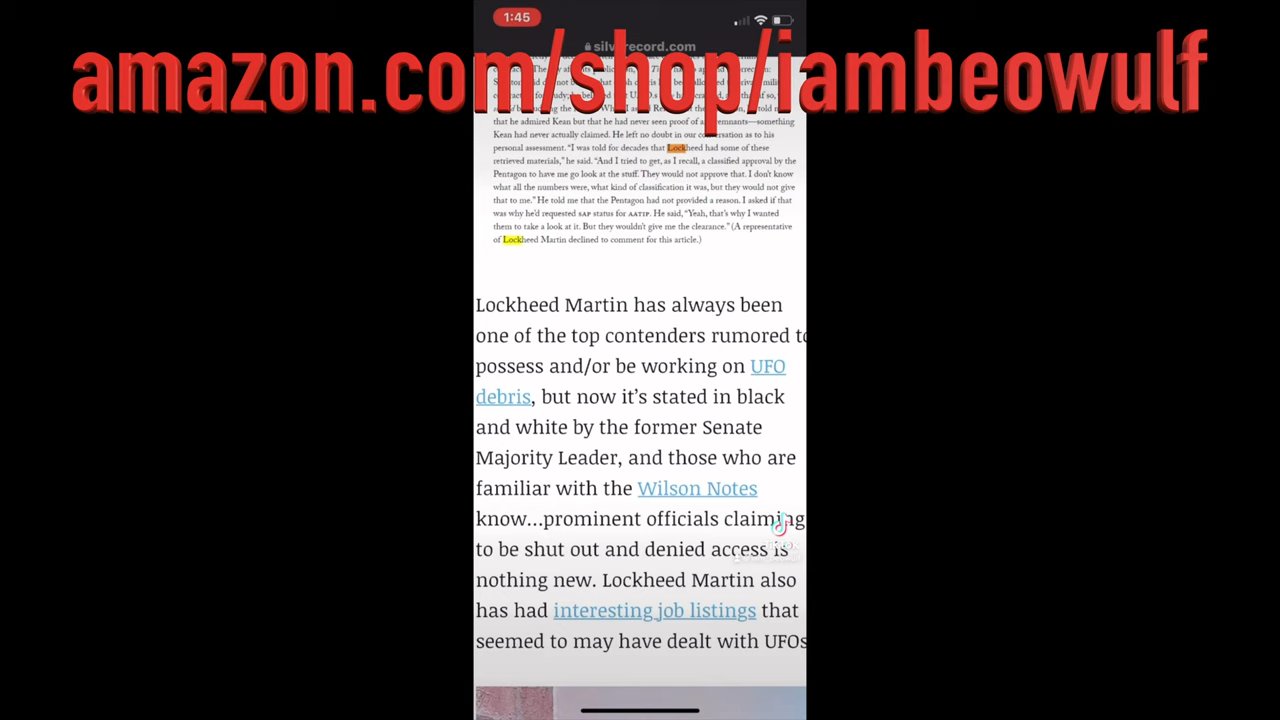 1:45
silverecord.com
amazon.com/shop/iambeowulf
that he admired Kean but that he had never seen proof of remnants—something
Kean had never actually claimed. He left no doubt in our conversation as to his
personal assessment. “I was told for decades that Lockheed had some of these
retrieved materials,” he said. “And I tried to get, as I recall, a classified approval by the
Pentagon to have me go look at the stuff. They would not approve that. I don't know
what all the numbers were, what kind of classification it was, but they would not give
that to me.” He told me that the Pentagon had not provided a reason. I asked if that
was why he'd requested SAP status for AATIP. He said, “Yeah, that's why I wanted
them to take a look at it. But they wouldn't give me the clearance.” (A representative
of Lockheed Martin declined to comment for this article.)
Lockheed Martin has always been
one of the top contenders rumored to
possess and/or be working on UFO
debris, but now it’s stated in black
and white by the former Senate
Majority Leader, and those who are
familiar with the Wilson Notes
know…prominent officials claiming
to be shut out and denied access is
nothing new. Lockheed Martin also
has had interesting job listings that
seemed to may have dealt with UFOs